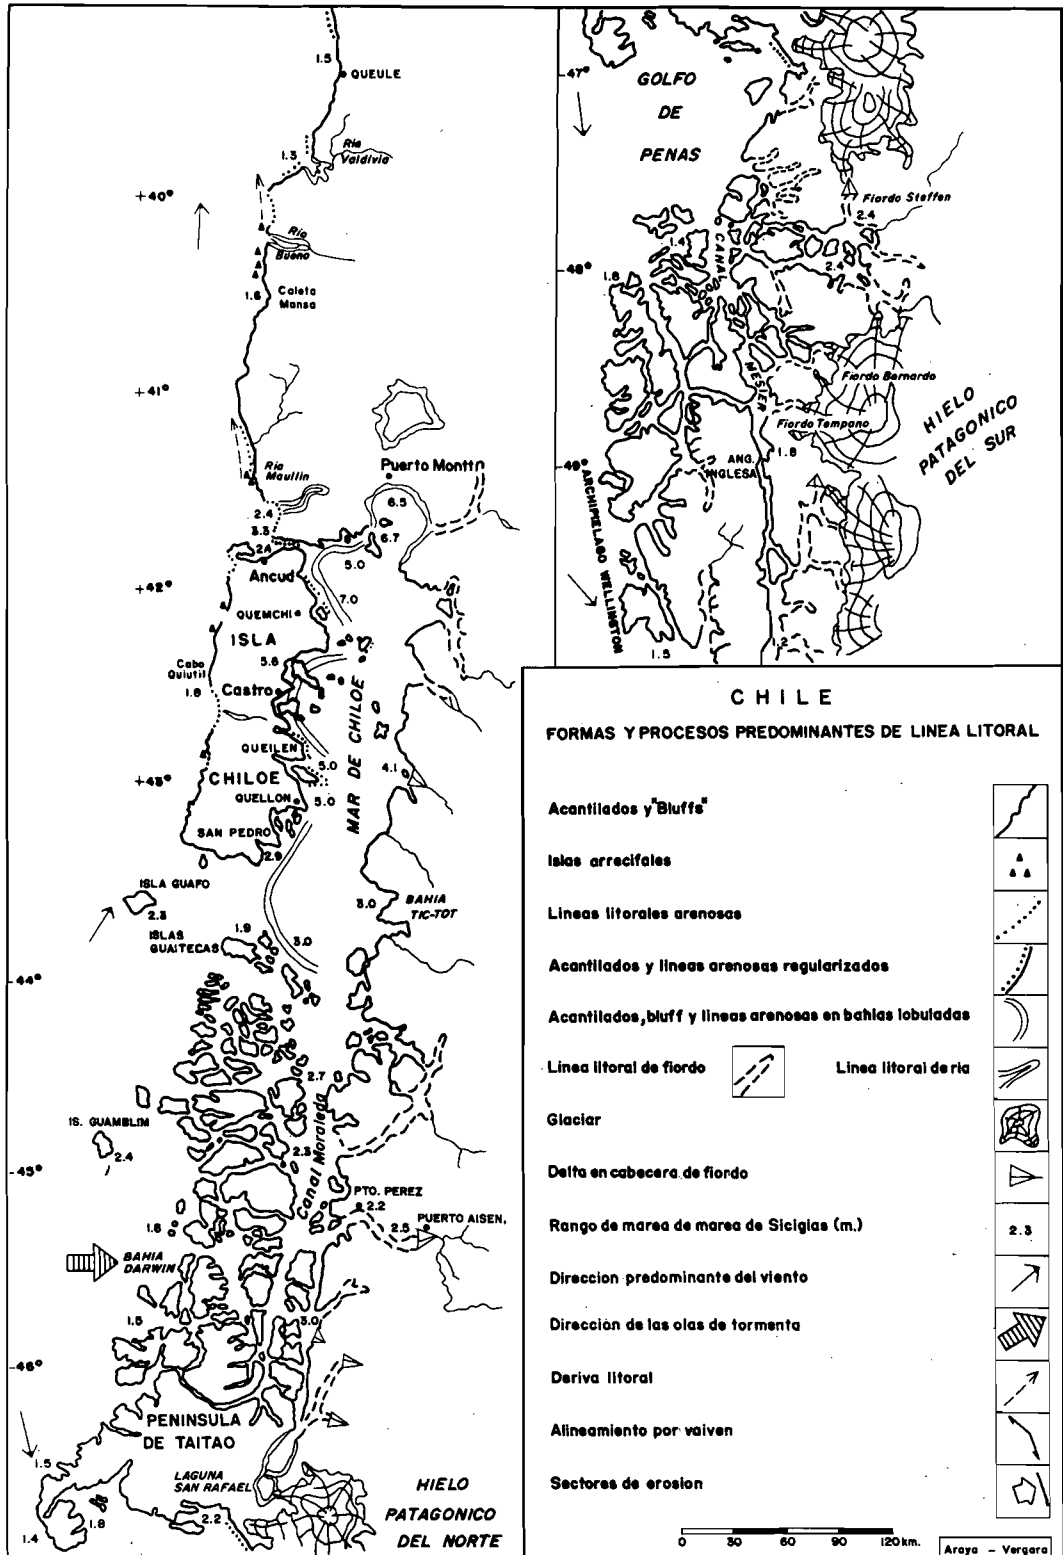 1.5
QUEULE
Rio
Valdivia
1.3
+40°
Rio
Bueno
1.6
Caleta
Mansa
+41°
Rio
Maullin
Puerto Montt
6.5
2.4
3.3
6.7
2.4
5.0
Ancud
+42°
7.0
QUEMCHI
ISLA
5.8
Cabo
Quiutil
1.8
Castro
MAR DE CHILOE
QUEILEN
5.0
4.1
+43°
CHILOE
QUELLON
5.0
SAN PEDRO
2.9
ISLA GUAFO
2.3
3.0
BAHIA
TIC-TOT
1.9
ISLAS
GUAITECAS
3.0
44°
2.7
Canal Moraleda
IS. GUAMBLIM
2.4
2.3
45°
PTO. PEREZ
2.2
1.6
2.5
PUERTO AISEN.
BAHIA
DARWIN
1.5
3.0
46°
PENINSULA
DE TAITAO
1.5
LAGUNA
SAN RAFAEL
HIELO
PATAGONICO
DEL NORTE
1.4
1.8
2.2
47°
GOLFO
DE
PENAS
Fiordo Steffen
2.4
1.4
CANAL
2.4
48°
1.8
MESIER
Fiordo Bernardo
Fiordo Tempano
HIELO
PATAGONICO
DEL SUR
1.8
49°
ANG.
INGLESA
ARCHIPIELAGO WELLINGTON
1.5
1.2
CHILE
FORMAS Y PROCESOS PREDOMINANTES DE LINEA LITORAL
Acantilados y "Bluffs"
Islas arrecifales
Lineas litorales arenosas
Acantilados y lineas arenosas regularizados
Acantilados, bluff y lineas arenosas en bahias lobuladas
Linea litoral de fiordo
Linea litoral de ria
Glaciar
Delta en cabecera de fiordo
Rango de marea de marea de Sicigias (m.)
2.3
Direccion predominante del viento
Dirección de las olas de tormenta
Deriva litoral
Alineamiento por vaiven
Sectores de erosion
0 30 60 90 120 km.
Araya - Vergara